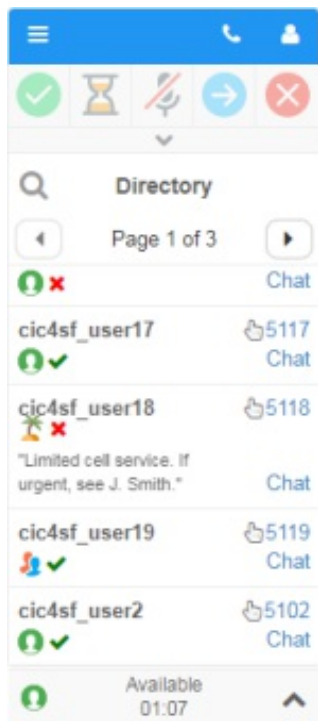 Directory
Page 1 of 3
Chat
cic4sf_user17 5117
Chat
cic4sf_user18 5118
"Limited cell service. If
urgent, see J. Smith."
Chat
cic4sf_user19 5119
Chat
cic4sf_user2 5102
Chat
Available
01:07